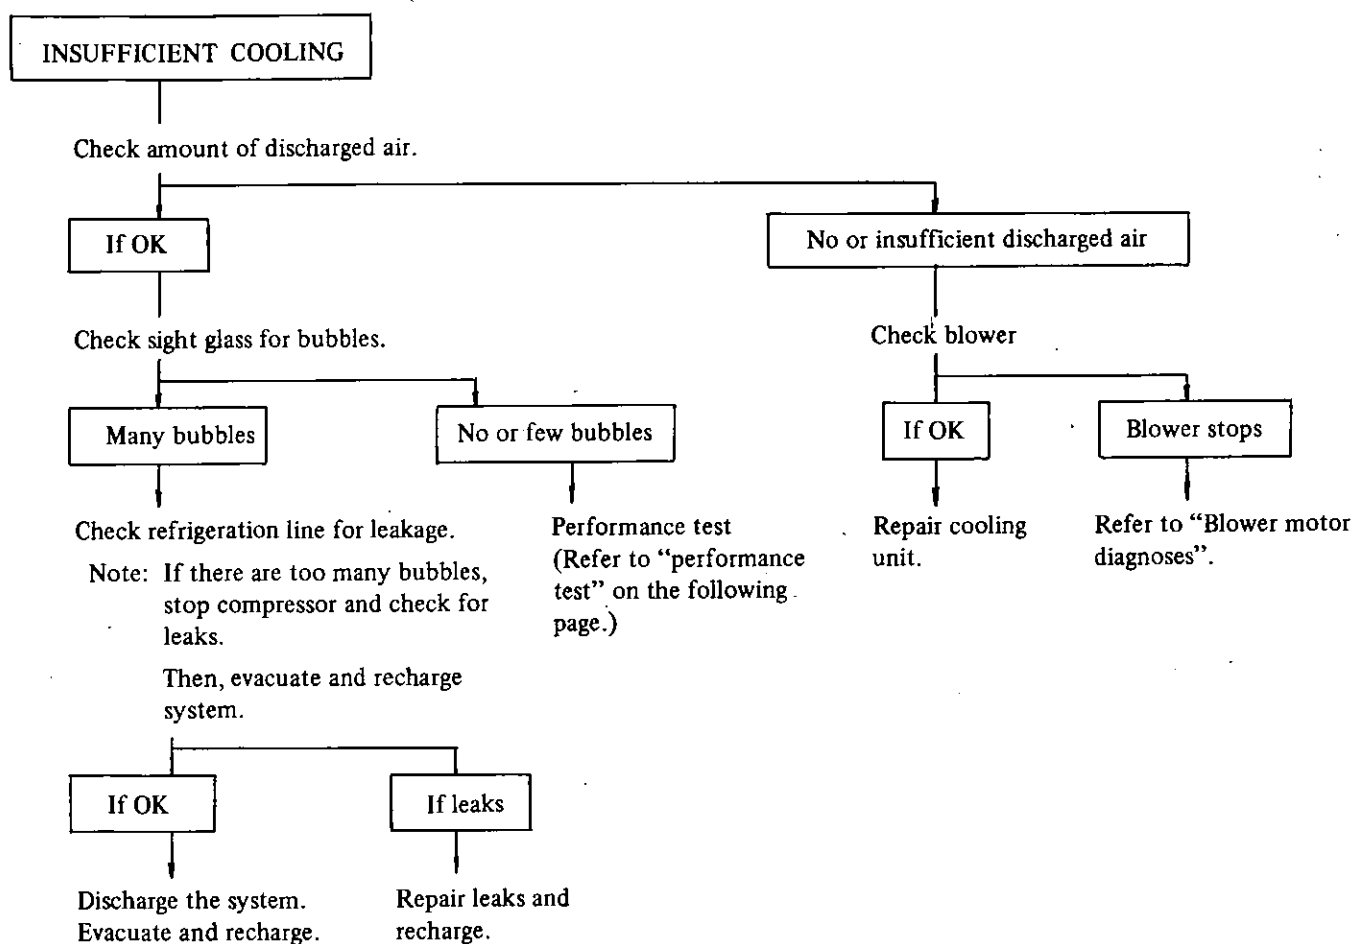 INSUFFICIENT COOLING
Check amount of discharged air.
If OK
No or insufficient discharged air
Check sight glass for bubbles.
Check blower
Many bubbles
No or few bubbles
If OK
Blower stops
Check refrigeration line for leakage.
Note: If there are too many bubbles,
stop compressor and check for
leaks.
Then, evacuate and recharge
system.
Performance test
(Refer to “performance
test” on the following
page.)
Repair cooling
unit.
Refer to “Blower motor
diagnoses”.
If OK
If leaks
Discharge the system.
Evacuate and recharge.
Repair leaks and
recharge.